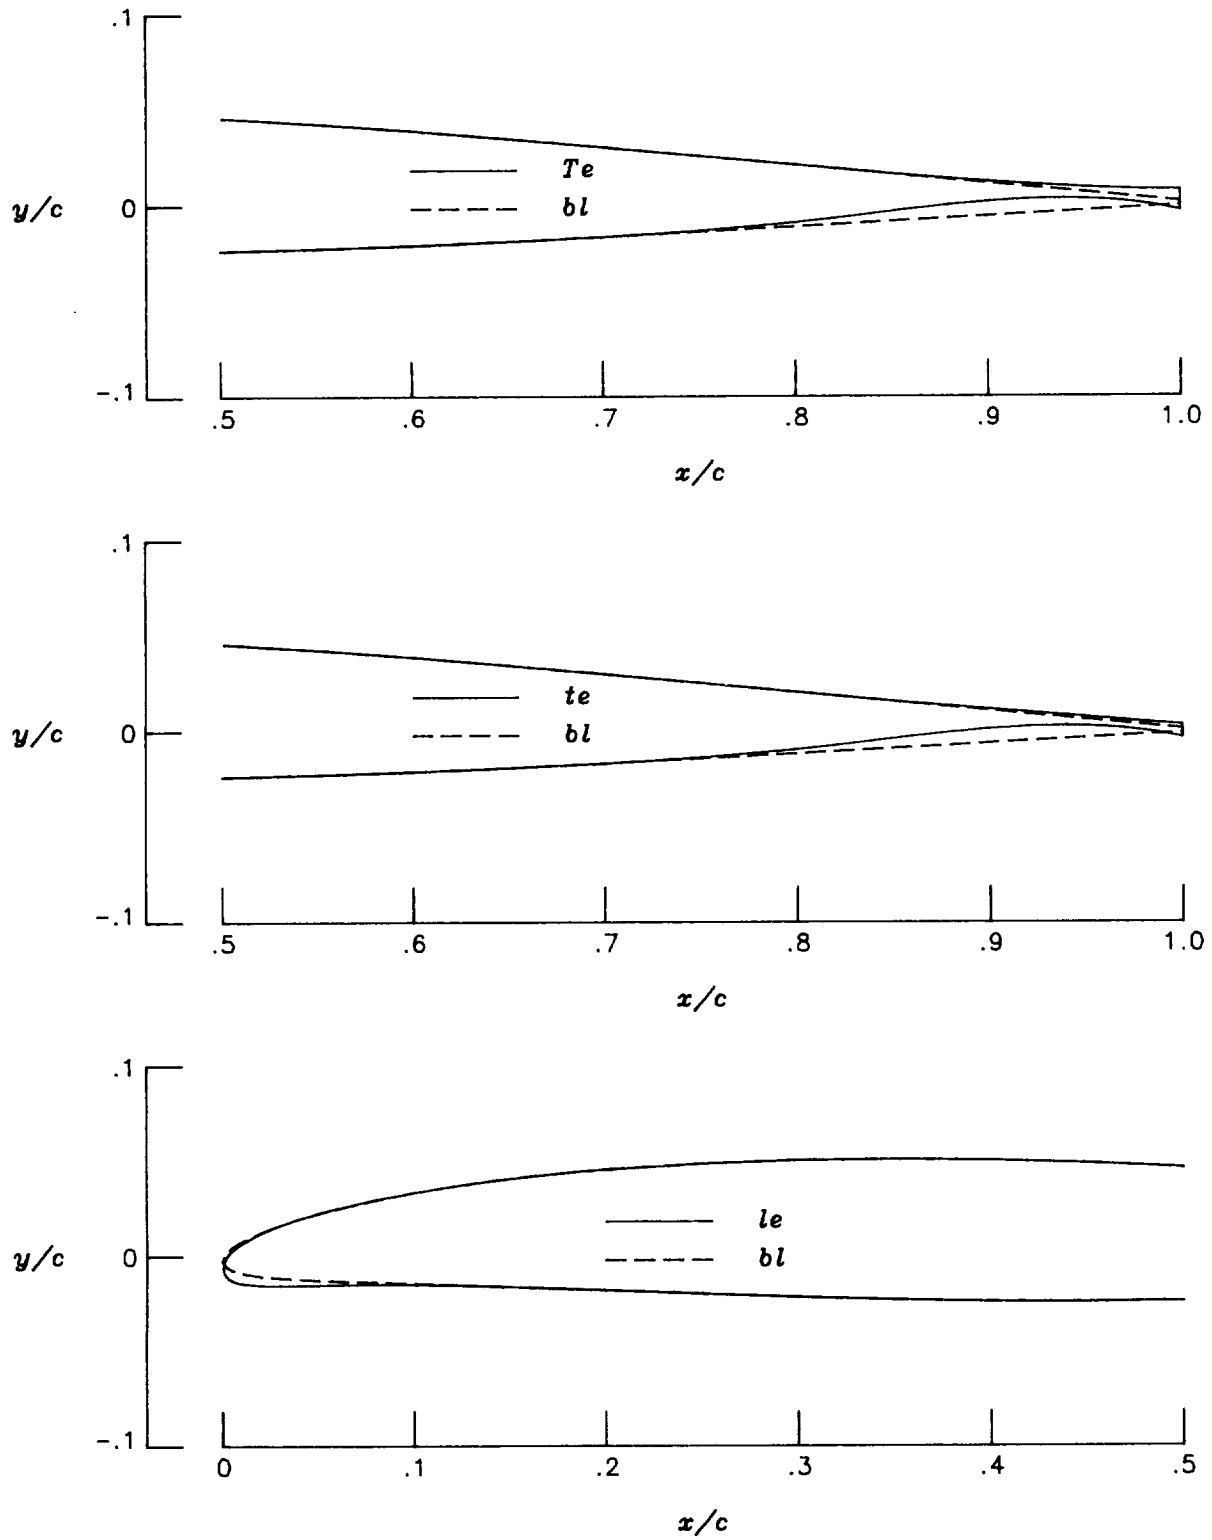 .1
Te
y/c
0
bl
-.1
.5 .6 .7 .8 .9 1.0
x/c
.1
te
y/c
0
bl
-.1
.5 .6 .7 .8 .9 1.0
x/c
.1
le
y/c
0
bl
-.1
0 .1 .2 .3 .4 .5
x/c